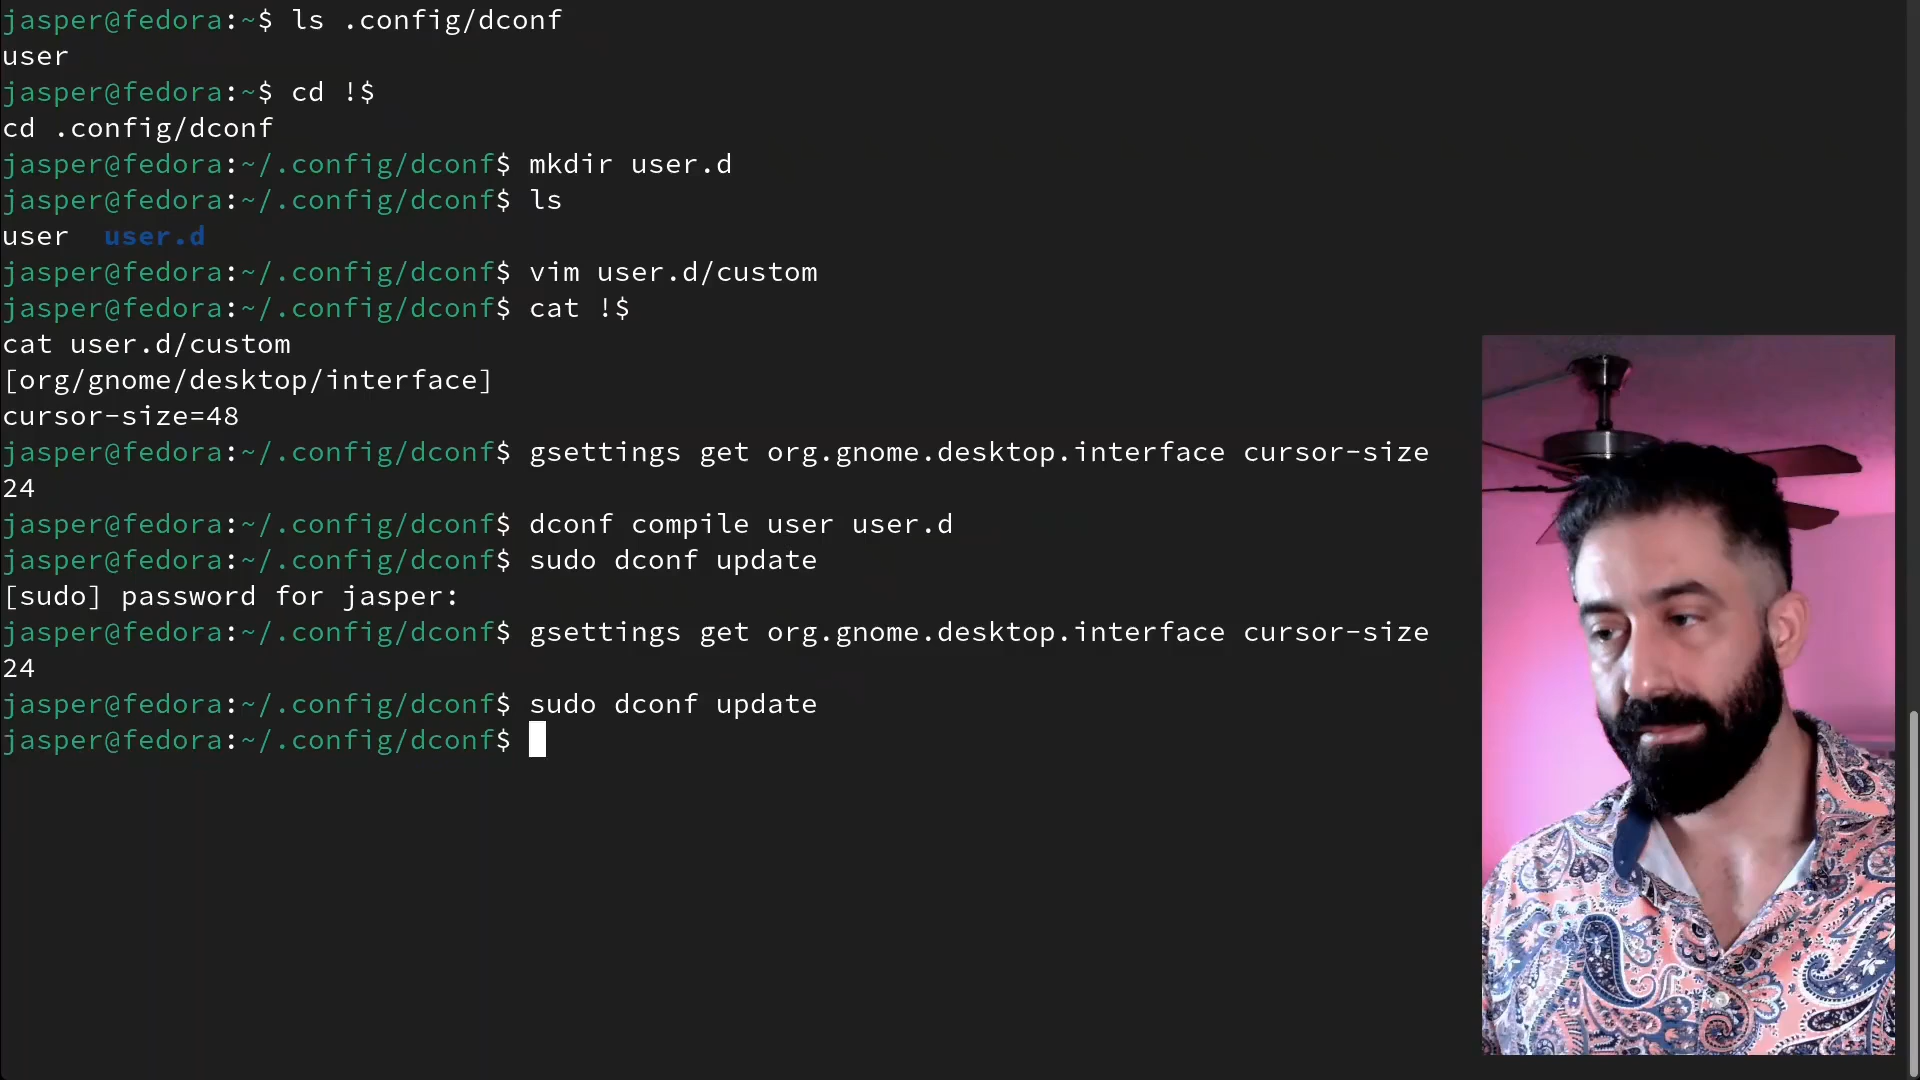 jasper@fedora:~$ ls .config/dconf
user
jasper@fedora:~$ cd !$
cd .config/dconf
jasper@fedora:~/.config/dconf$ mkdir user.d
jasper@fedora:~/.config/dconf$ ls
user  user.d
jasper@fedora:~/.config/dconf$ vim user.d/custom
jasper@fedora:~/.config/dconf$ cat !$
cat user.d/custom
[org/gnome/desktop/interface]
cursor-size=48
jasper@fedora:~/.config/dconf$ gsettings get org.gnome.desktop.interface cursor-size
24
jasper@fedora:~/.config/dconf$ dconf compile user user.d
jasper@fedora:~/.config/dconf$ sudo dconf update
[sudo] password for jasper:
jasper@fedora:~/.config/dconf$ gsettings get org.gnome.desktop.interface cursor-size
24
jasper@fedora:~/.config/dconf$ sudo dconf update
jasper@fedora:~/.config/dconf$